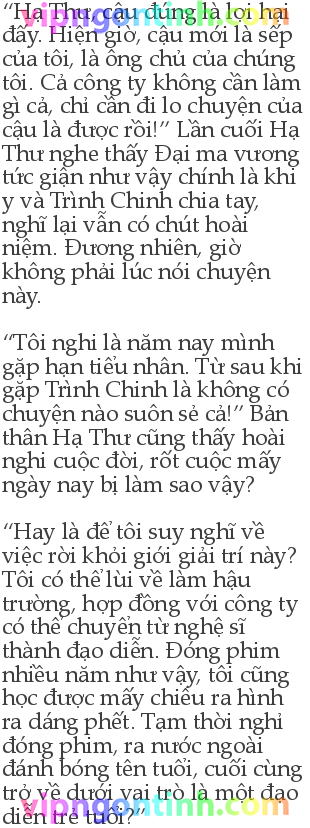 “Hạ Thư, cậu đúng là lợi hại
đấy. Hiện giờ, cậu mới là sếp
của tôi, là ông chủ của chúng
tôi. Cả công ty không cần làm
gì cả, chỉ cần đi lo chuyện của
cậu là được rồi!” Lần cuối Hạ
Thư nghe thấy Đại ma vương
tức giận như vậy chính là khi
y và Trình Chinh chia tay,
nghĩ lại vẫn có chút hoài
niệm. Đương nhiên, giờ
không phải lúc nói chuyện
này.
“Tôi nghi là năm nay mình
gặp hạn tiểu nhân. Từ sau khi
gặp Trình Chinh là không có
chuyện nào suôn sẻ cả!” Bản
thân Hạ Thư cũng thấy hoài
nghi cuộc đời, rốt cuộc mấy
ngày nay bị làm sao vậy?
“Hay là để tôi suy nghĩ về
việc rời khỏi giới giải trí này?
Tôi có thể lùi về làm hậu
trường, hợp đồng với công ty
có thể chuyển từ nghệ sĩ
thành đạo diễn. Đóng phim
nhiều năm như vậy, tôi cũng
học được mấy chiêu ra hình
ra dáng phết. Tạm thời nghỉ
đóng phim, ra nước ngoài
đánh bóng tên tuổi, cuối cùng
trở về dưới vai trò là một đạo
diễn trẻ tuổi?”
vipngontinh.com
vipngontinh.com